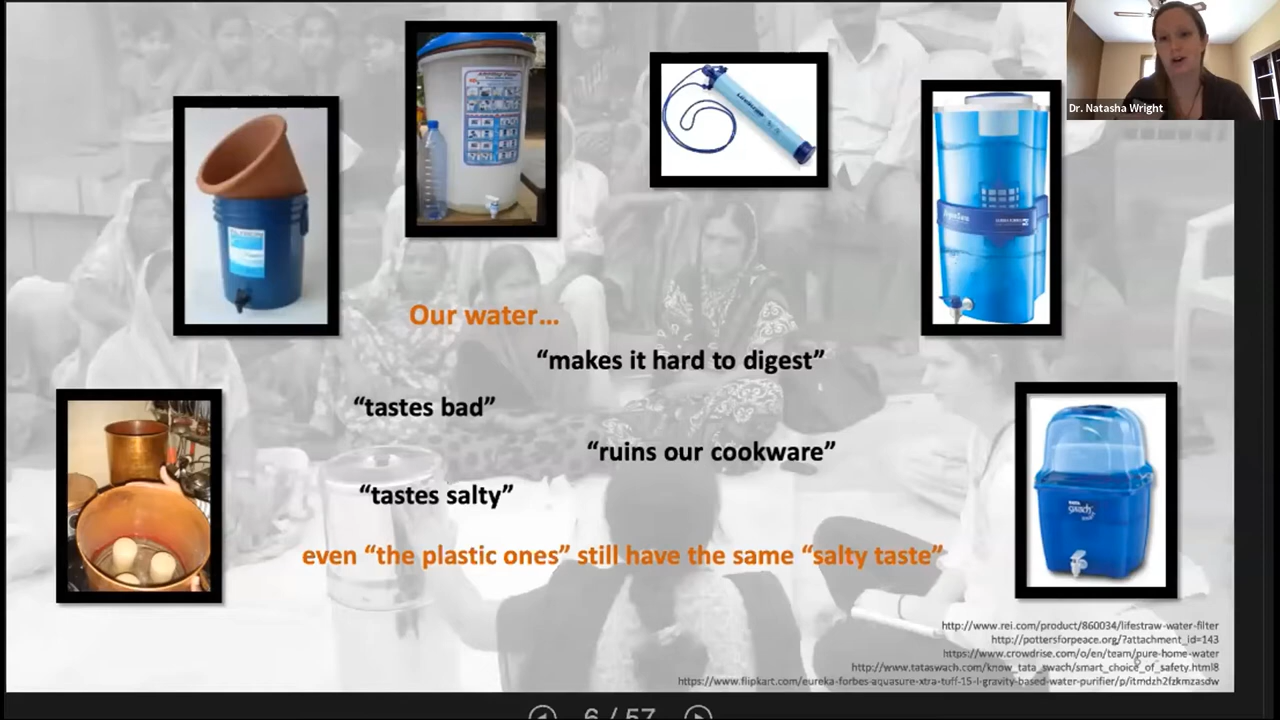 Dr. Natasha Wright
Our water…
“makes it hard to digest”
“tastes bad”
“ruins our cookware”
“tastes salty”
even “the plastic ones” still have the same “salty taste”
TATA
swach
http://www.rei.com/product/860034/lifestraw-water-filter
http://pottersforpeace.org/?attachment_id=143
https://www.crowdrise.com/o/en/team/pure-home-water
http://www.tataswach.com/know_tata_swach/smart_choice_of_safety.html8
https://www.flipkart.com/eureka-forbes-aquasure-xtra-tuff-15-l-gravity-based-water-purifier/p/itmdzh2fzkmzasdw
6 / 57